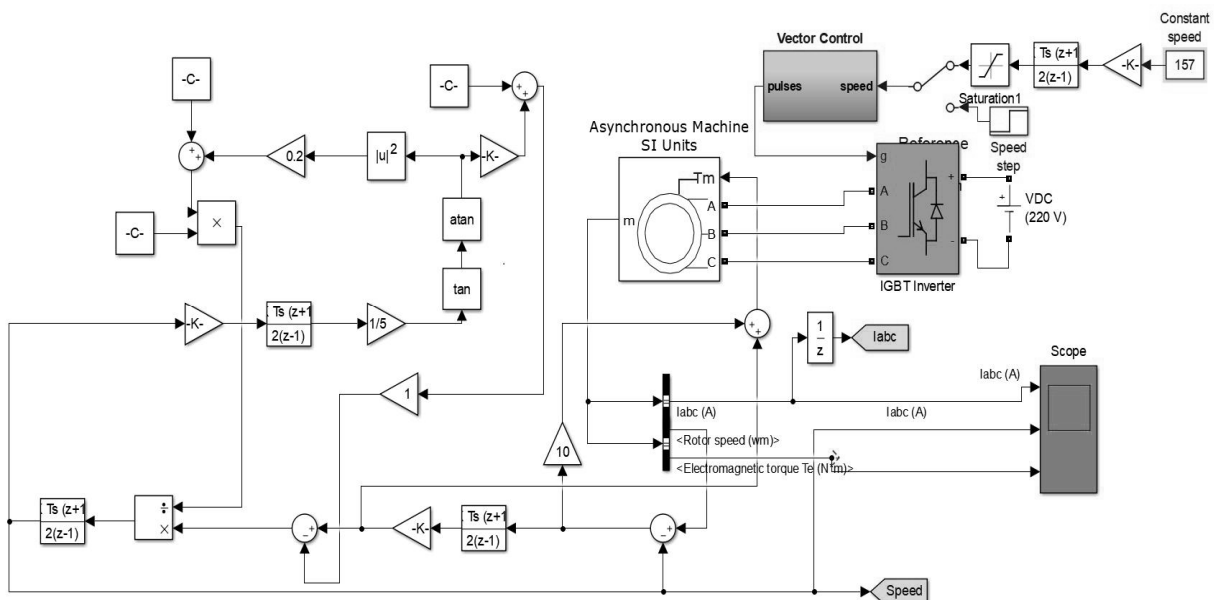 Constant
speed
Vector Control
-C-
-C-
pulses
speed
Ts (z+1
2(z-1)
-K-
157
Saturation1
Asynchronous Machine
SI Units
Reference
Speed
step
0.2
|u|²
-K-
g
Tm
+
A
A
+
VDC
(220 V)
m
atan
B
B
-
C
C
-C-
×
tan
IGBT Inverter
-K-
Ts (z+1
2(z-1)
1/5
1
z
Iabc
Scope
Iabc (A)
1
Iabc (A)
Iabc (A)
<Rotor speed (wm)>
10
<Electromagnetic torque Te (N*m)>
Ts (z+1
2(z-1)
÷
×
-K-
Ts (z+1
2(z-1)
Speed